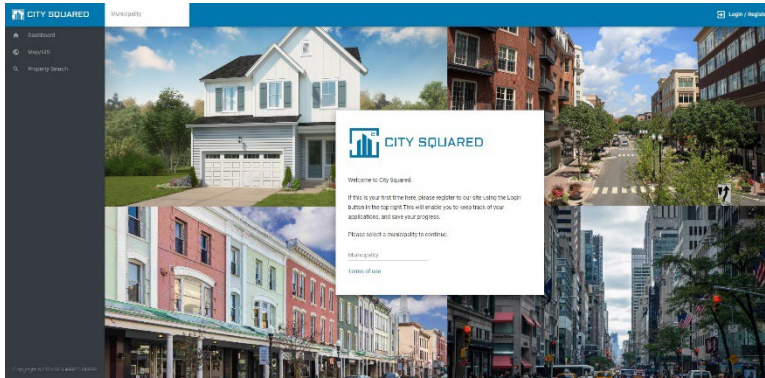 CITY SQUARED
Municipality
Login / Register
Dashboard
Map/GIS
Property Search
2
CITY SQUARED
Welcome to City Squared.
If this is your first time here, please register to our site using the Login
button in the top right. This will enable you to keep track of your
applications, and save your progress.
Please select a municipality to continue.
Municipality
Terms of use
Copyright